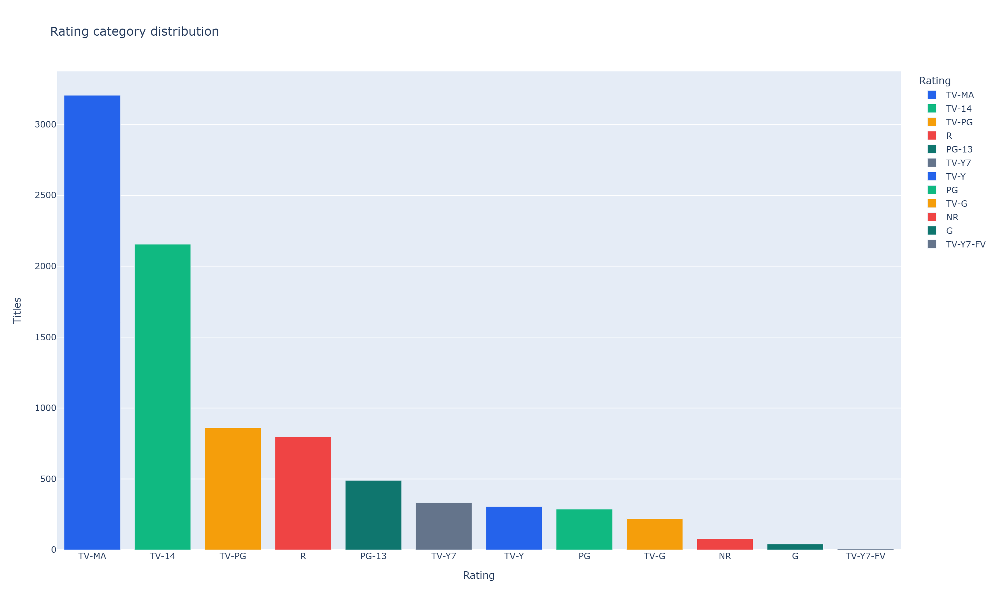 Rating category distribution
Titles
3000
2500
2000
1500
1000
500
0
TV-MA TV-14 TV-PG R PG-13 TV-Y7 TV-Y PG TV-G NR G TV-Y7-FV
Rating
Rating
TV-MA
TV-14
TV-PG
R
PG-13
TV-Y7
TV-Y
PG
TV-G
NR
G
TV-Y7-FV